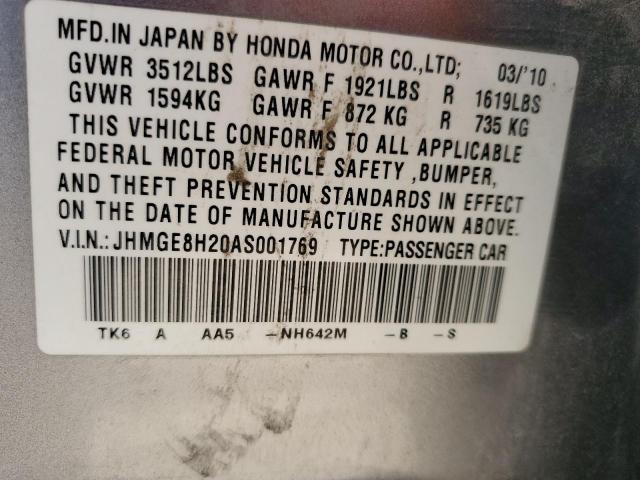 MFD.IN JAPAN BY HONDA MOTOR CO.,LTD; 03/'10
GVWR 3512LBS GAWR F 1921LBS R 1619LBS
GVWR 1594KG GAWR F 872 KG R 735 KG
THIS VEHICLE CONFORMS TO ALL APPLICABLE
FEDERAL MOTOR VEHICLE SAFETY ,BUMPER,
AND THEFT PREVENTION STANDARDS IN EFFECT
ON THE DATE OF MANUFACTURE SHOWN ABOVE.
V.I.N.: JHMGE8H20AS001769 TYPE:PASSENGER CAR
TK6 A AA5 -NH642M -B -S